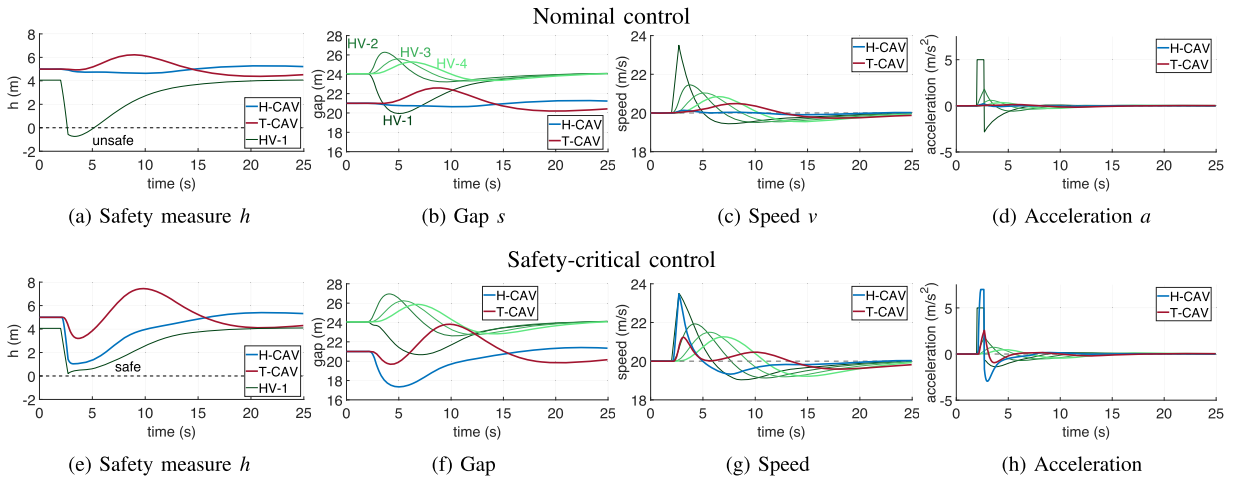 Nominal control
h (m)
8
6
4
2
0
-2
unsafe
H-CAV
T-CAV
HV-1
0 5 10 15 20 25
time (s)
(a) Safety measure h
gap (m)
28
26
24
22
20
18
16
HV-2
HV-3
HV-4
HV-1
H-CAV
T-CAV
0 5 10 15 20 25
time (s)
(b) Gap s
speed (m/s)
24
22
20
18
H-CAV
T-CAV
0 5 10 15 20 25
time (s)
(c) Speed v
acceleration (m/s²)
5
0
-5
H-CAV
T-CAV
0 5 10 15 20 25
time (s)
(d) Acceleration a
Safety-critical control
h (m)
8
6
4
2
0
-2
safe
H-CAV
T-CAV
HV-1
0 5 10 15 20 25
time (s)
(e) Safety measure h
gap (m)
28
26
24
22
20
18
16
H-CAV
T-CAV
0 5 10 15 20 25
time (s)
(f) Gap
speed (m/s)
24
22
20
18
H-CAV
T-CAV
0 5 10 15 20 25
time (s)
(g) Speed
acceleration (m/s²)
5
0
-5
H-CAV
T-CAV
0 5 10 15 20 25
time (s)
(h) Acceleration